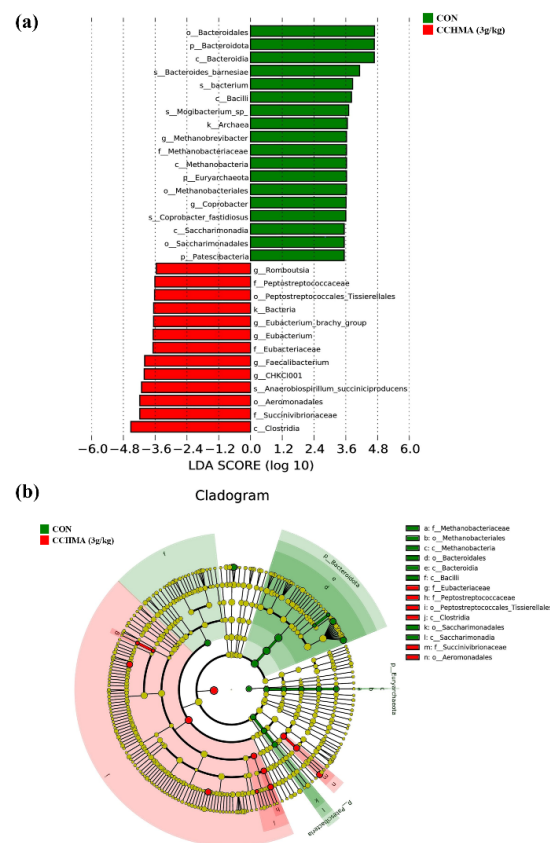 (a)
CON
CCHMA (3g/kg)
o__Bacteroidales
p__Bacteroidota
c__Bacteroidia
s__Bacteroides_barnesiae
s__bacterium
c__Bacilli
s__Mogibacterium_sp_
k__Archaea
g__Methanobrevibacter
f__Methanobacteriaceae
c__Methanobacteria
p__Euryarchaeota
o__Methanobacteriales
g__Coprobacter
s__Coprobacter_fastidiosus
c__Saccharimonadia
o__Saccharimonadales
p__Patescibacteria
g__Romboutsia
f__Peptostreptococcaceae
o__Peptostreptococcales_Tissierellales
k__Bacteria
g__Eubacterium_brachy_group
g__Eubacterium
f__Eubacteriaceae
g__Faecalibacterium
g__CHKCI001
s__Anaerobiospirillum_succiniciproducens
o__Aeromonadales
f__Succinivibrionaceae
c__Clostridia
−6.0 −4.8 −3.6 −2.4 −1.2 0.0 1.2 2.4 3.6 4.8 6.0
LDA SCORE (log 10)
(b)
Cladogram
CON
CCHMA (3g/kg)
a: f__Methanobacteriaceae
b: o__Methanobacteriales
c: c__Methanobacteria
d: o__Bacteroidales
e: c__Bacteroidia
f: c__Bacilli
g: f__Eubacteriaceae
h: f__Peptostreptococcaceae
i: o__Peptostreptococcales_Tissierellales
j: c__Clostridia
k: o__Saccharimonadales
l: c__Saccharimonadia
m: f__Succinivibrionaceae
n: o__Aeromonadales
p__Bacteroidota
e
d
f
g
p__Euryarchaeota
a
b
c
n
m
k
l
p__Patescibacteria
h
i
j